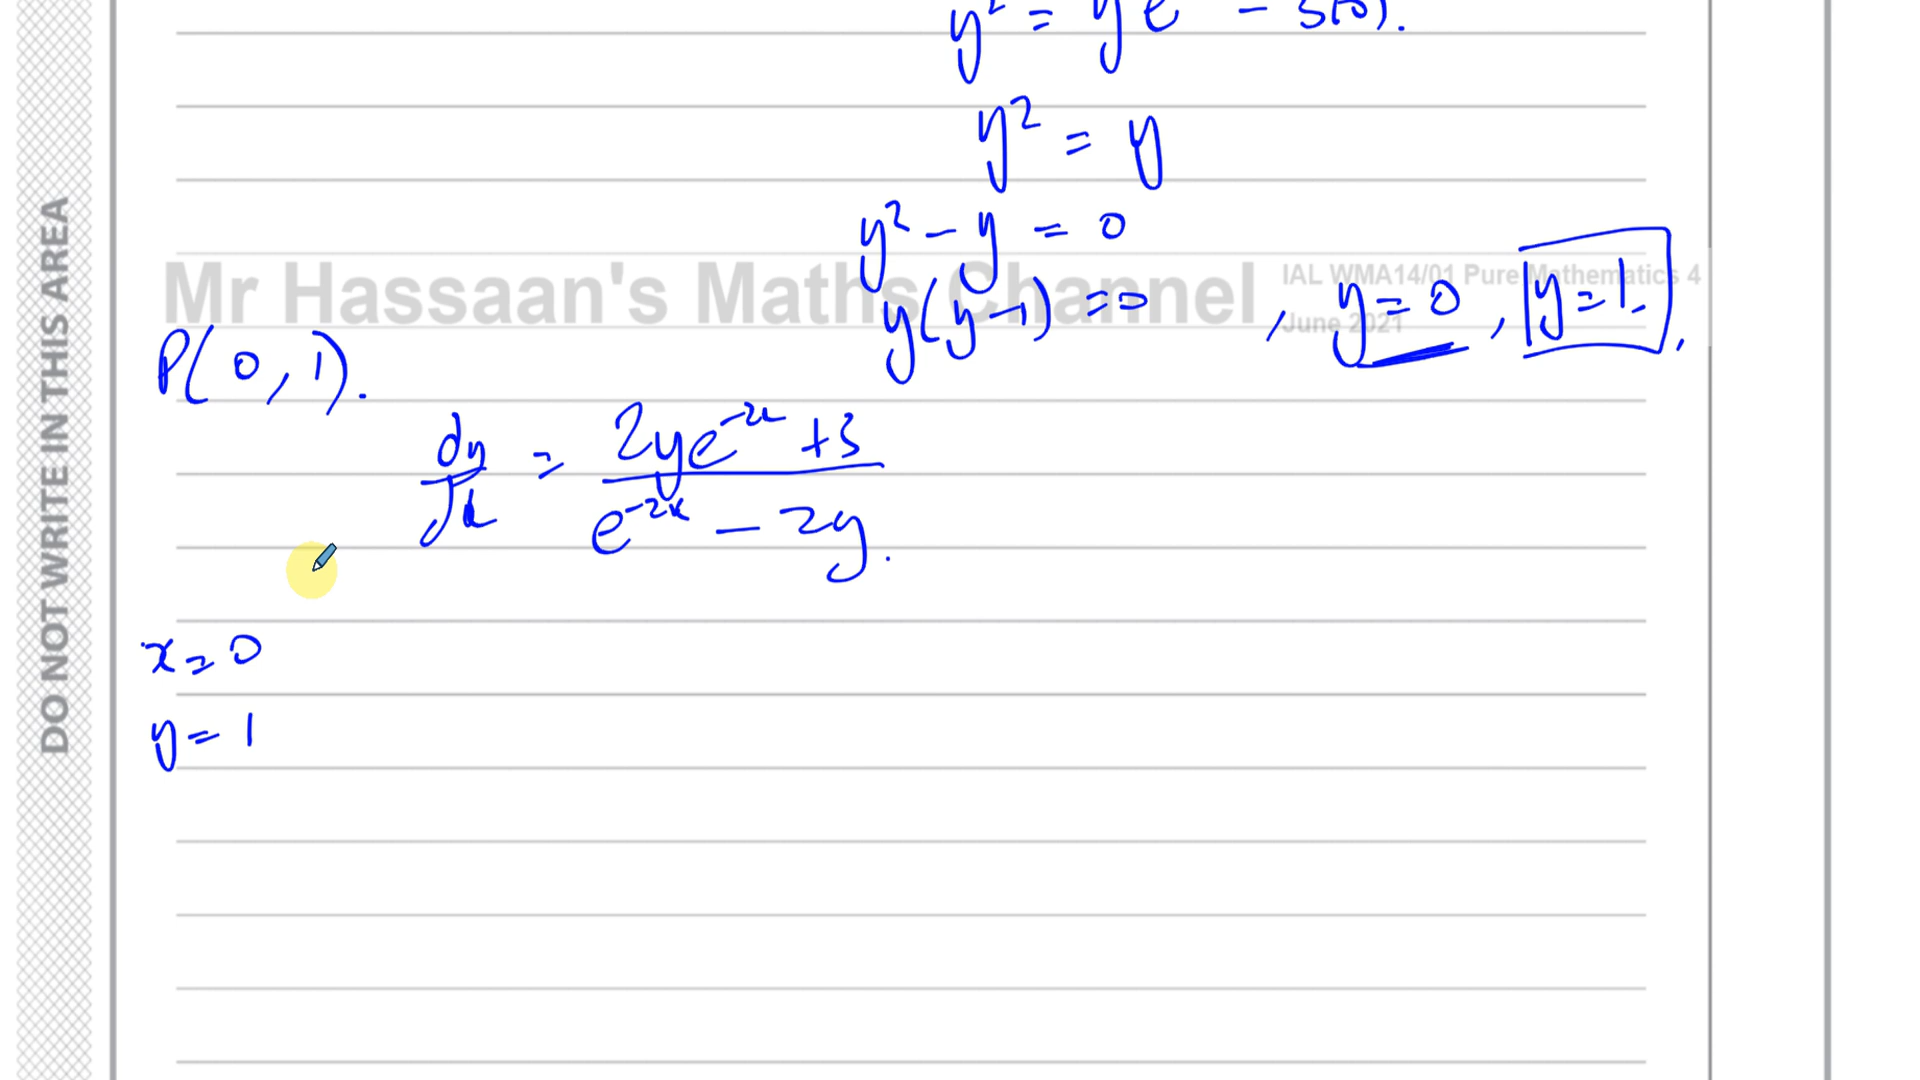 y² = ye - 3(0).
y² = y
y² - y = 0
DO NOT WRITE IN THIS AREA
Mr Hassaan's Maths Channel
IAL WMA14/01 Pure Mathematics 4
June 2021
y(y-1) = 0 , y = 0 , y = 1.
P(0, 1).
dy/dx = (2ye^-2x + 3)/(e^-2x - 2y).
x = 0
y = 1